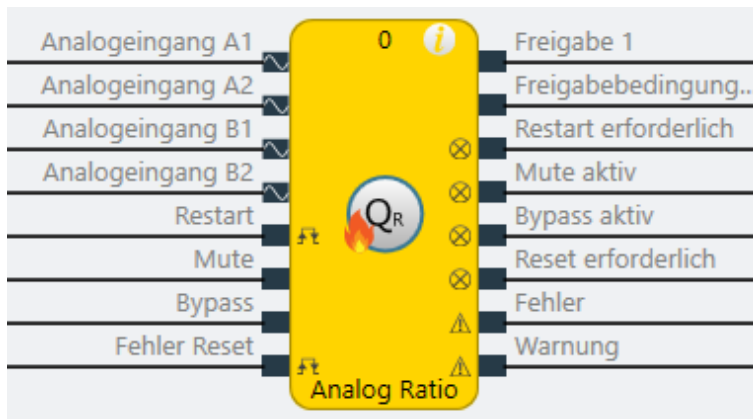 Analogeingang A1
Analogeingang A2
Analogeingang B1
Analogeingang B2
Restart
Mute
Bypass
Fehler Reset
0
i
QR
Analog Ratio
Freigabe 1
Freigabebedingung...
Restart erforderlich
Mute aktiv
Bypass aktiv
Reset erforderlich
Fehler
Warnung